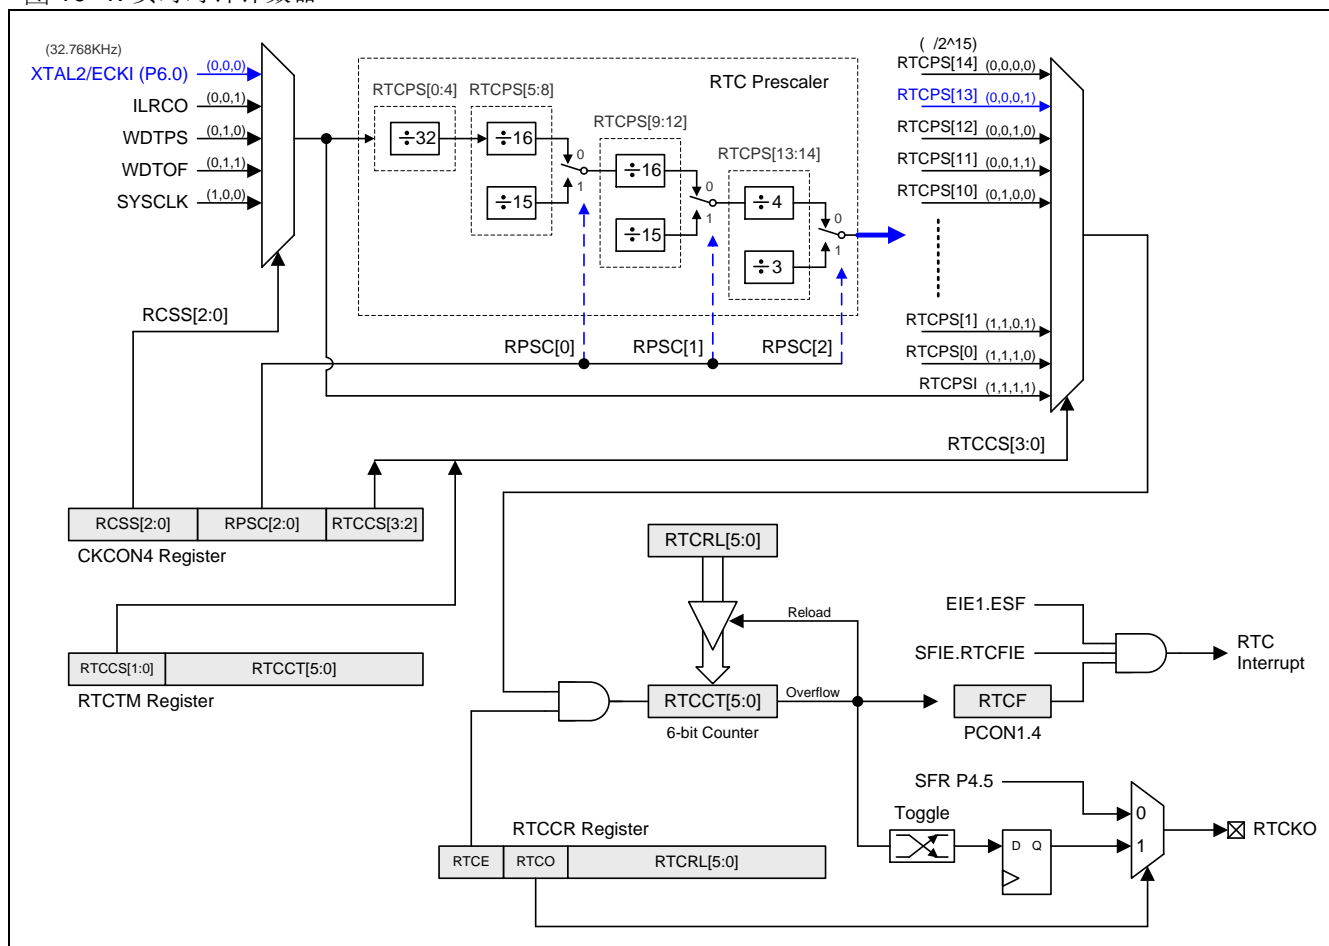 (32.768KHz)
XTAL2/ECKI (P6.0) (0,0,0)
ILRCO (0,0,1)
WDTPS (0,1,0)
WDTOF (0,1,1)
SYSCLK (1,0,0)
RTC Prescaler
RTCPS[0:4]
RTCPS[5:8]
RTCPS[9:12]
RTCPS[13:14]
÷32
÷16
÷15
0
1
÷16
÷15
0
1
÷4
÷3
0
1
( /2^15)
RTCPS[14] (0,0,0,0)
RTCPS[13] (0,0,0,1)
RTCPS[12] (0,0,1,0)
RTCPS[11] (0,0,1,1)
RTCPS[10] (0,1,0,0)
RTCPS[1] (1,1,0,1)
RTCPS[0] (1,1,1,0)
RTCPSI (1,1,1,1)
RCSS[2:0]
RPSC[0]
RPSC[1]
RPSC[2]
RTCCS[3:0]
RCSS[2:0] RPSC[2:0] RTCCS[3:2]
CKCON4 Register
RTCCS[1:0] RTCCT[5:0]
RTCTM Register
RTCRL[5:0]
Reload
RTCCT[5:0]
Overflow
6-bit Counter
EIE1.ESF
SFIE.RTCFIE
RTC
Interrupt
RTCF
PCON1.4
SFR P4.5
Toggle
D Q
0
1
RTCKO
RTCCR Register
RTCE RTCO RTCRL[5:0]